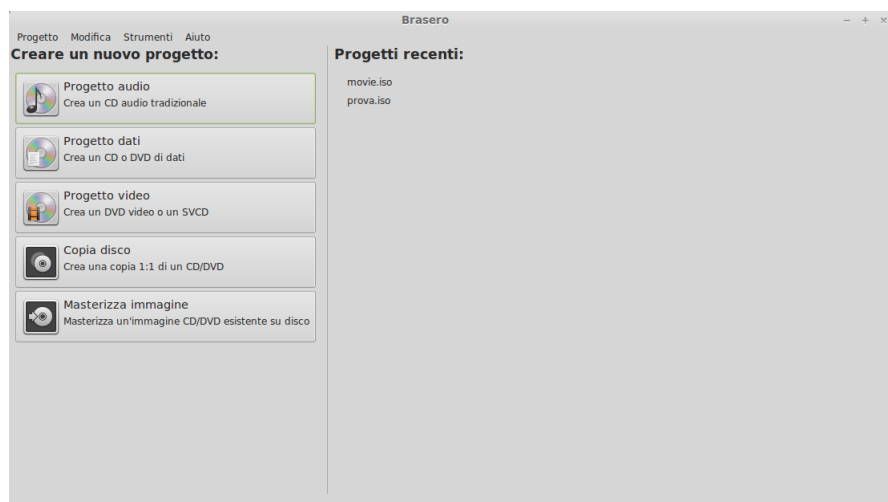 Brasero
Progetto Modifica Strumenti Aiuto
Creare un nuovo progetto:
Progetto audio
Crea un CD audio tradizionale
Progetto dati
Crea un CD o DVD di dati
Progetto video
Crea un DVD video o un SVCD
Copia disco
Crea una copia 1:1 di un CD/DVD
Masterizza immagine
Masterizza un'immagine CD/DVD esistente su disco
Progetti recenti:
movie.iso
prova.iso